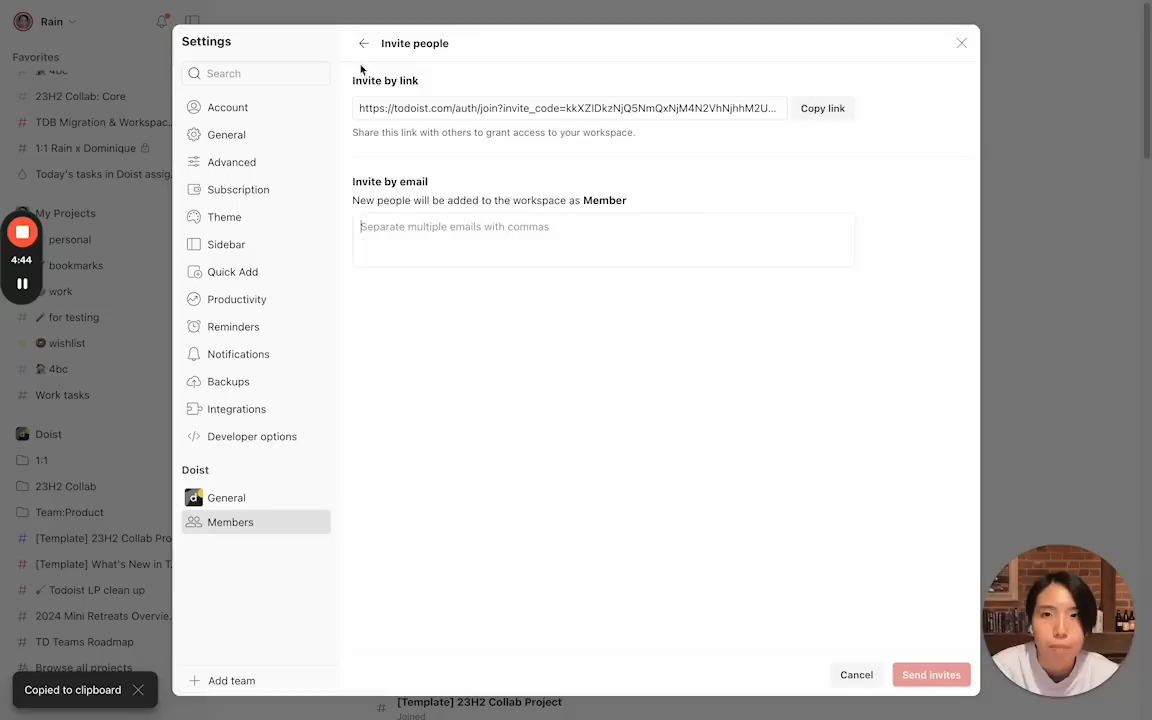 Rain
Favorites
4bc
23H2 Collab: Core
TDB Migration & Workspac...
1:1 Rain x Dominique
Today's tasks in Doist assig
My Projects
personal
bookmarks
work
for testing
wishlist
4bc
Work tasks
Doist
1:1
23H2 Collab
Team:Product
[Template] 23H2 Collab Pro
[Template] What's New in T
Todoist LP clean up
2024 Mini Retreats Overvie
TD Teams Roadmap
Browse all projects
4:44
Copied to clipboard
Settings
Search
Account
General
Advanced
Subscription
Theme
Sidebar
Quick Add
Productivity
Reminders
Notifications
Backups
Integrations
Developer options
Doist
General
Members
Add team
Invite people
Invite by link
https://todoist.com/auth/join?invite_code=kkXZIDkzNjQ5NmQxNjM4N2VhNjhhM2U...
Copy link
Share this link with others to grant access to your workspace.
Invite by email
New people will be added to the workspace as Member
Separate multiple emails with commas
Cancel
Send invites
[Template] 23H2 Collab Project
Joined